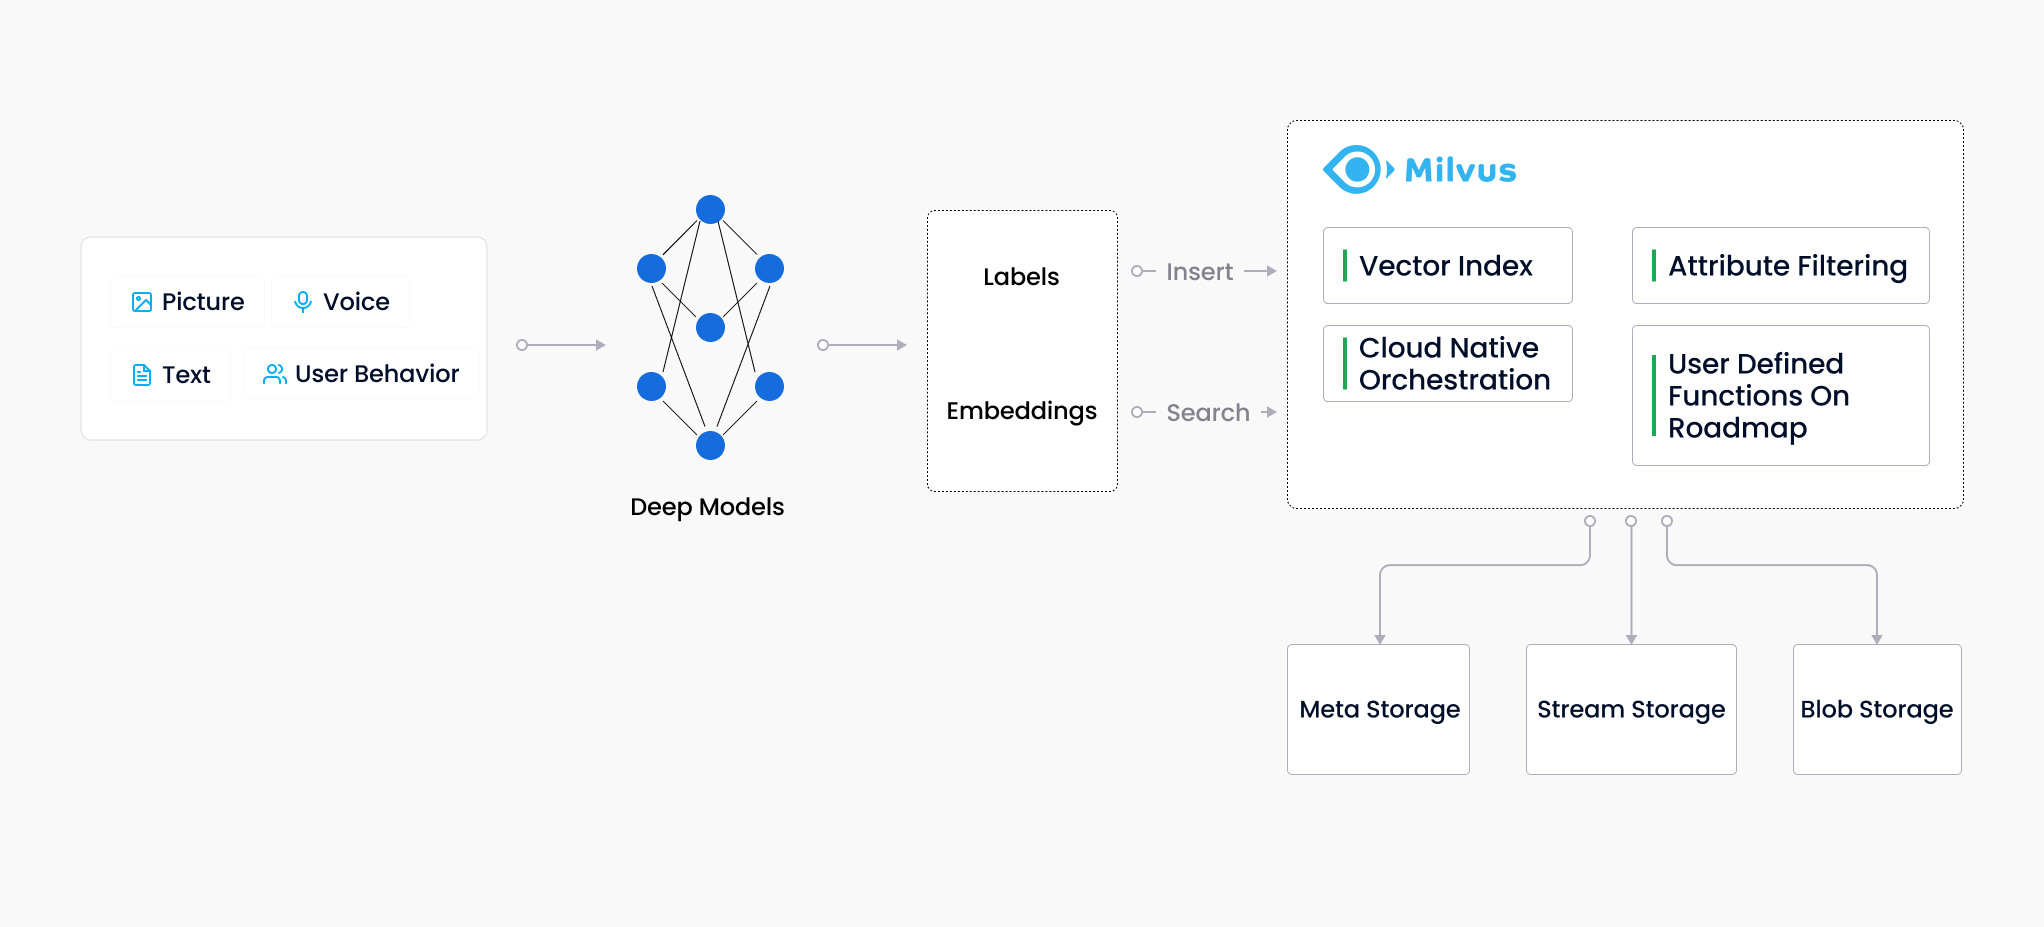 Picture
Voice
Text
User Behavior
Deep Models
Labels
Embeddings
Insert
Search
Milvus
Vector Index
Attribute Filtering
Cloud Native
Orchestration
User Defined
Functions On
Roadmap
Meta Storage
Stream Storage
Blob Storage